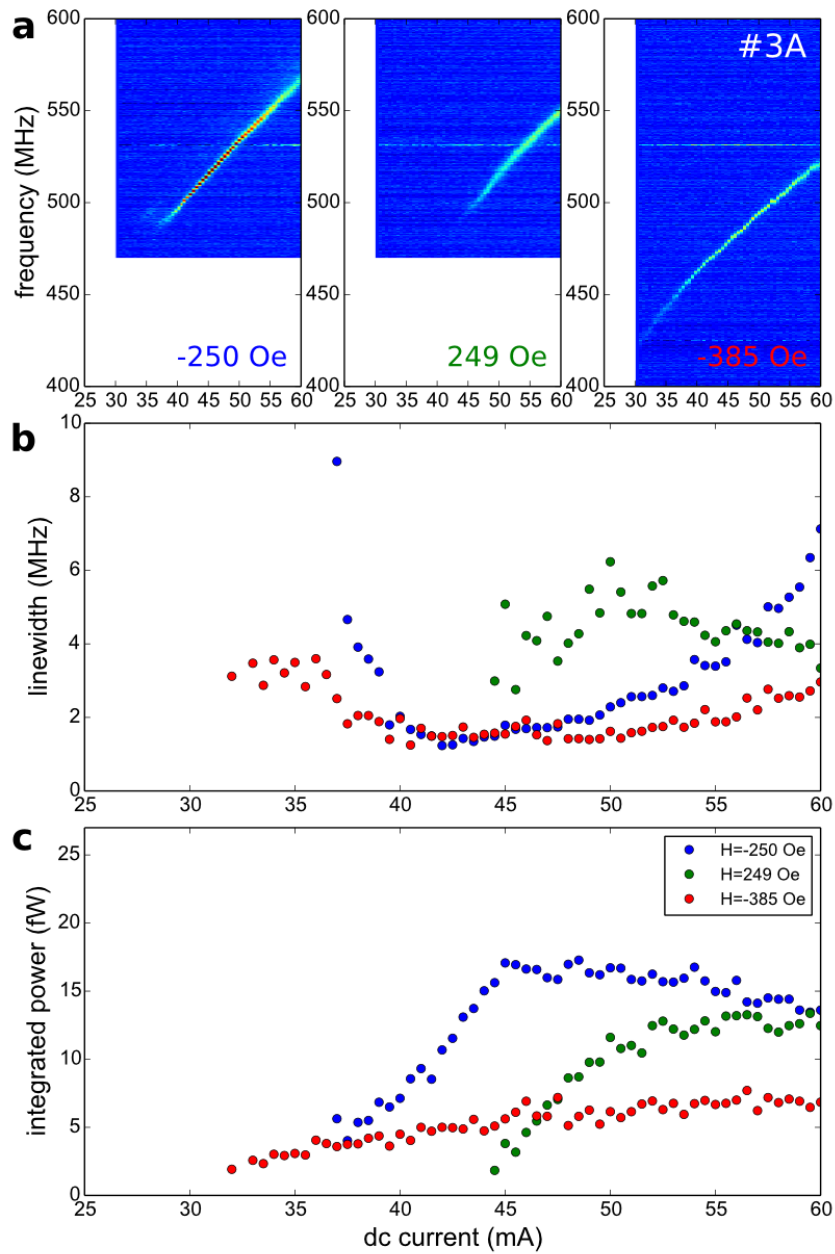 a
#3A
frequency (MHz)
600
550
500
450
400
-250 Oe
25 30 35 40 45 50 55 60
600
550
500
450
400
249 Oe
25 30 35 40 45 50 55 60
600
550
500
450
400
-385 Oe
25 30 35 40 45 50 55 60
b
linewidth (MHz)
10
8
6
4
2
0
25 30 35 40 45 50 55 60
c
integrated power (fW)
25
20
15
10
5
0
H=-250 Oe
H=249 Oe
H=-385 Oe
25 30 35 40 45 50 55 60
dc current (mA)